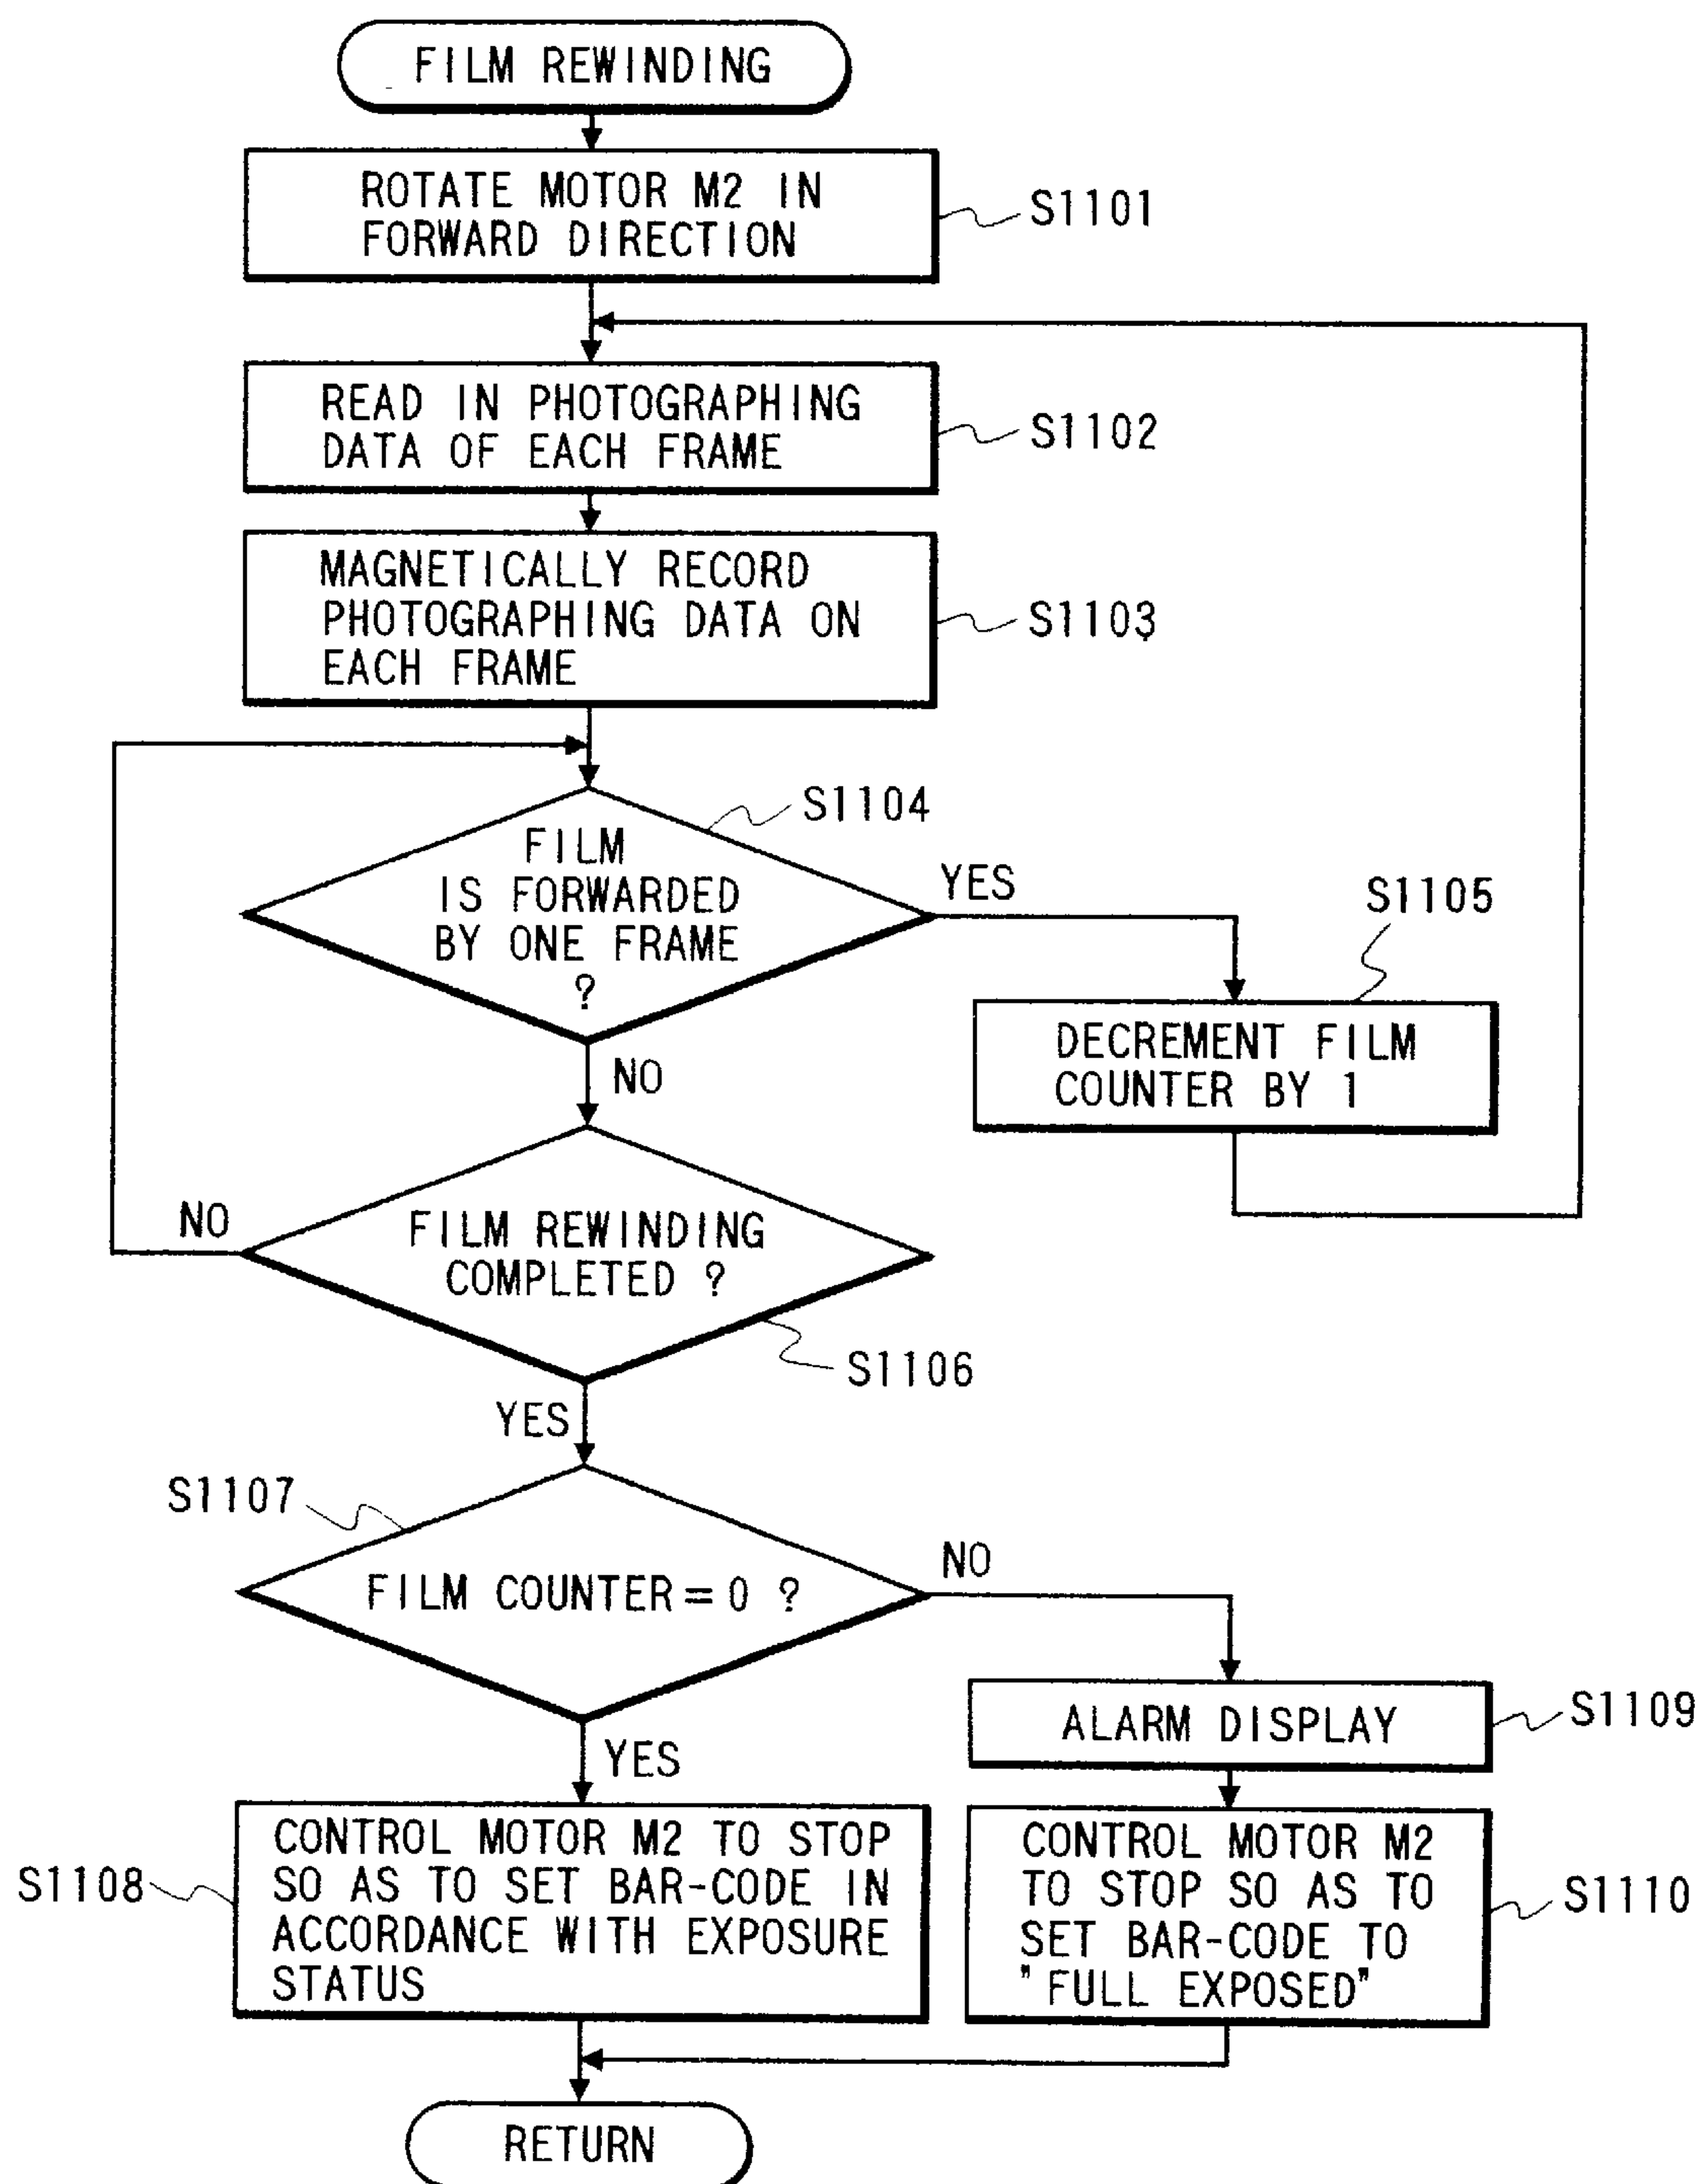 FILM REWINDING
ROTATE MOTOR M2 IN
FORWARD DIRECTION
S1101
READ IN PHOTOGRAPHING
DATA OF EACH FRAME
S1102
MAGNETICALLY RECORD
PHOTOGRAPHING DATA ON
EACH FRAME
S1103
S1104
FILM
IS FORWARDED
BY ONE FRAME
?
YES
S1105
DECREMENT FILM
COUNTER BY 1
NO
NO
FILM REWINDING
COMPLETED ?
S1106
YES
S1107
FILM COUNTER = 0 ?
NO
S1109
ALARM DISPLAY
YES
S1108
CONTROL MOTOR M2 TO STOP
SO AS TO SET BAR-CODE IN
ACCORDANCE WITH EXPOSURE
STATUS
CONTROL MOTOR M2
TO STOP SO AS TO
SET BAR-CODE TO
"FULL EXPOSED"
S1110
RETURN